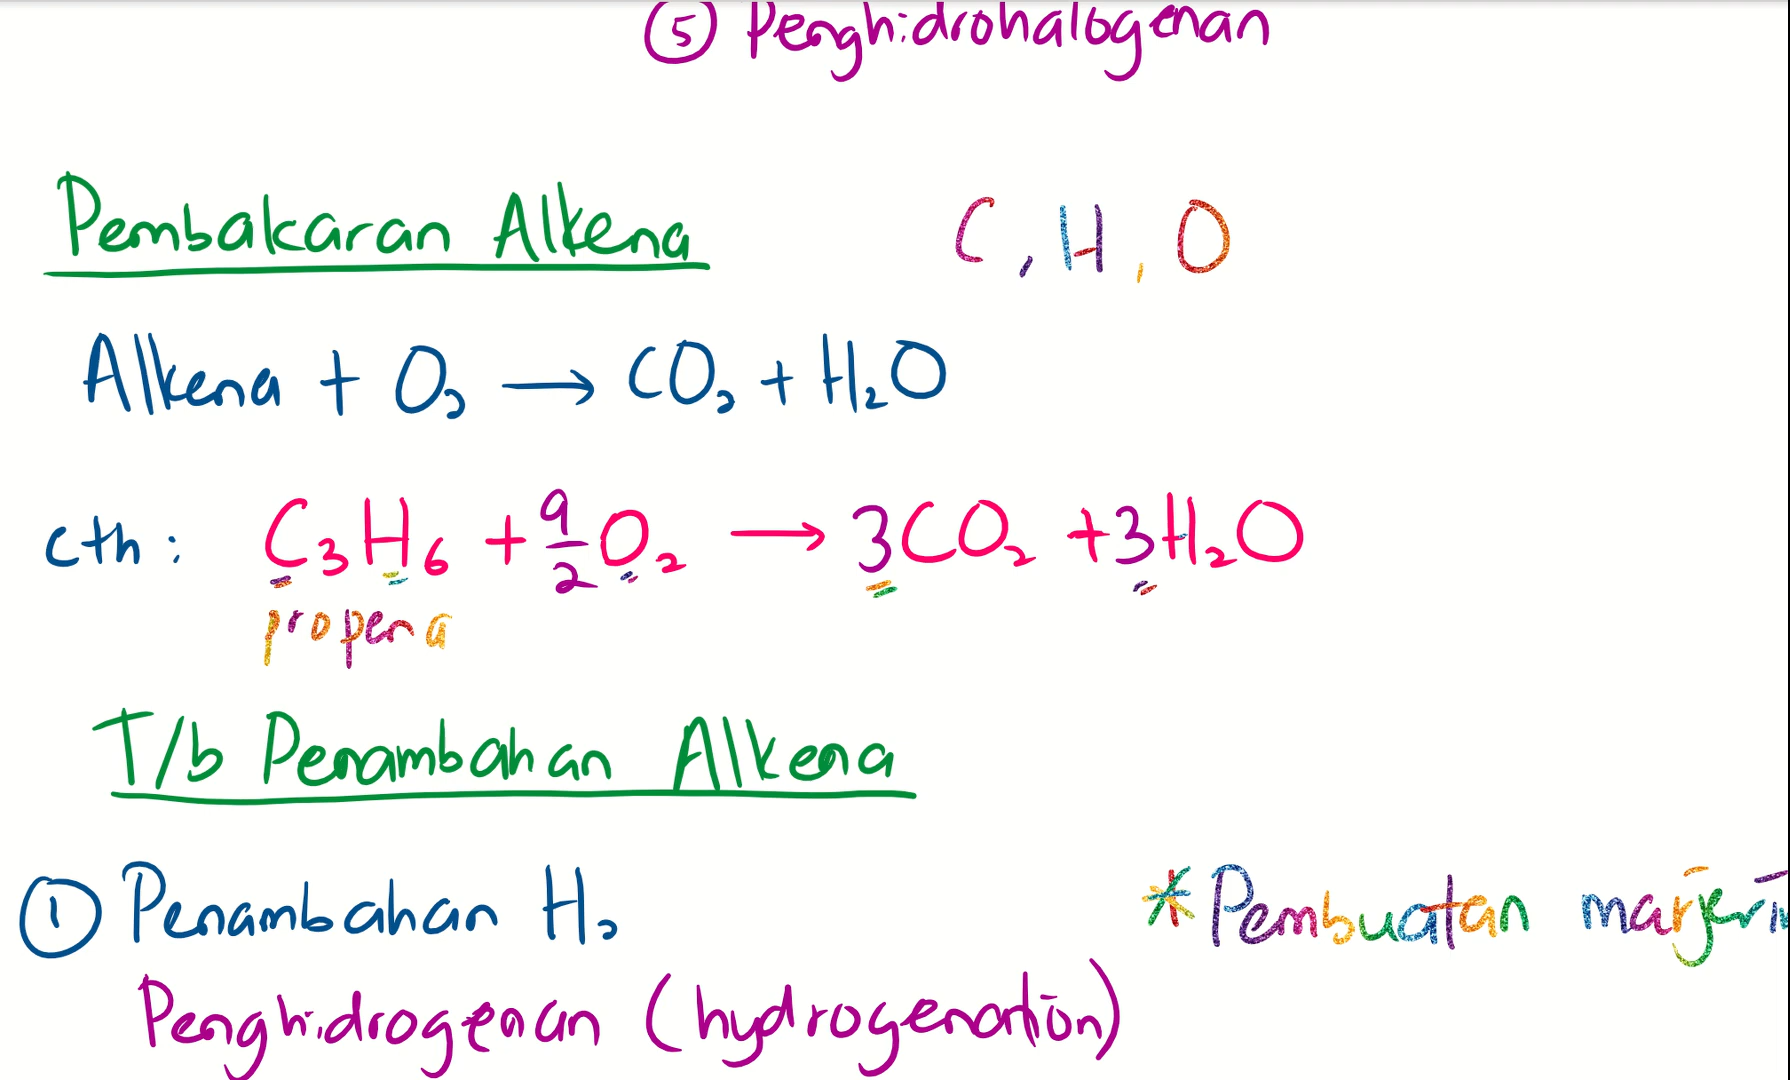 ⑤ Penghidrohalogenan
Pembakaran Alkena
C, H, O
Alkena + O₂ → CO₂ + H₂O
cth : C₃H₆ + 9/2 O₂ → 3CO₂ + 3H₂O
propena
T/b Penambahan Alkena
① Penambahan H₂
* Pembuatan marjerin
Penghidrogenan (hydrogenation)